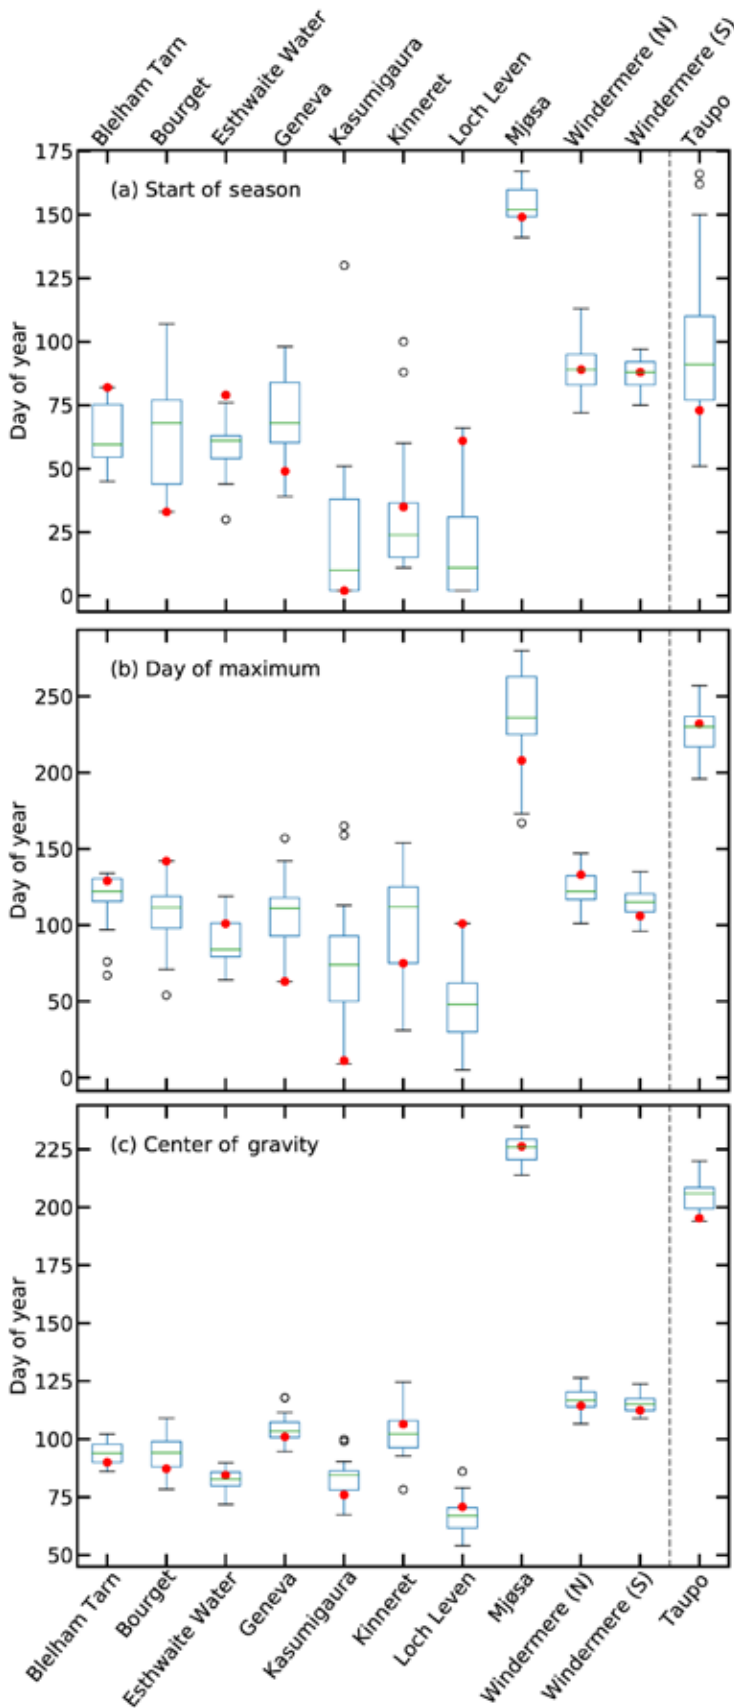 Blelham Tarn
Bourget
Esthwaite Water
Geneva
Kasumigaura
Kinneret
Loch Leven
Mjøsa
Windermere (N)
Windermere (S)
Taupo
(a) Start of season
Day of year
175
150
125
100
75
50
25
0
(b) Day of maximum
Day of year
250
200
150
100
50
0
(c) Center of gravity
Day of year
225
200
175
150
125
100
75
50
Blelham Tarn
Bourget
Esthwaite Water
Geneva
Kasumigaura
Kinneret
Loch Leven
Mjøsa
Windermere (N)
Windermere (S)
Taupo